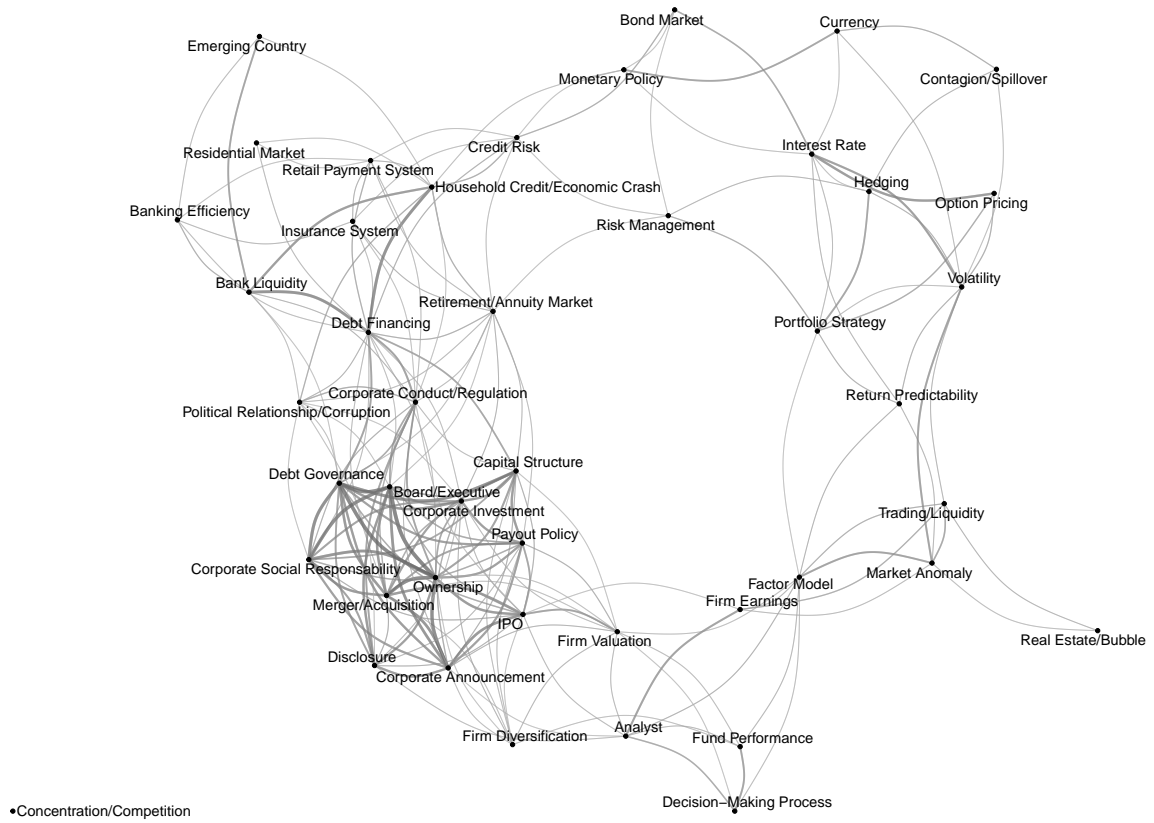 Bond Market
Currency
Emerging Country
Monetary Policy
Contagion/Spillover
Credit Risk
Interest Rate
Residential Market
Retail Payment System
Household Credit/Economic Crash
Hedging
Option Pricing
Banking Efficiency
Insurance System
Risk Management
Bank Liquidity
Volatility
Retirement/Annuity Market
Debt Financing
Portfolio Strategy
Corporate Conduct/Regulation
Return Predictability
Political Relationship/Corruption
Capital Structure
Debt Governance
Board/Executive
Corporate Investment
Trading/Liquidity
Payout Policy
Corporate Social Responsability
Market Anomaly
Ownership
Factor Model
Merger/Acquisition
Firm Earnings
IPO
Firm Valuation
Real Estate/Bubble
Disclosure
Corporate Announcement
Firm Diversification
Analyst
Fund Performance
Decision−Making Process
Concentration/Competition